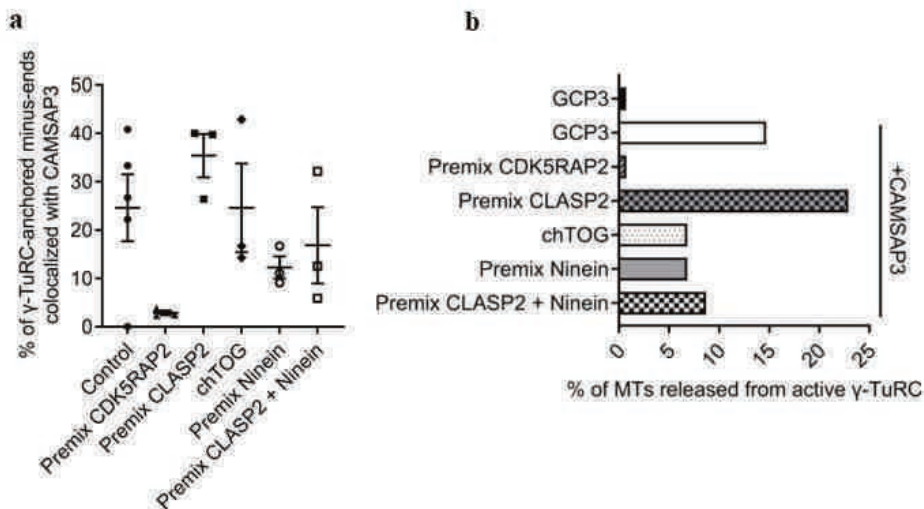 a
b
% of γ-TuRC-anchored minus-ends
colocalized with CAMSAP3
50
40
30
20
10
0
Control
Premix CDK5RAP2
Premix CLASP2
chTOG
Premix Ninein
Premix CLASP2 + Ninein
GCP3
GCP3
Premix CDK5RAP2
Premix CLASP2
chTOG
Premix Ninein
Premix CLASP2 + Ninein
+CAMSAP3
0
5
10
15
20
25
% of MTs released from active γ-TuRC